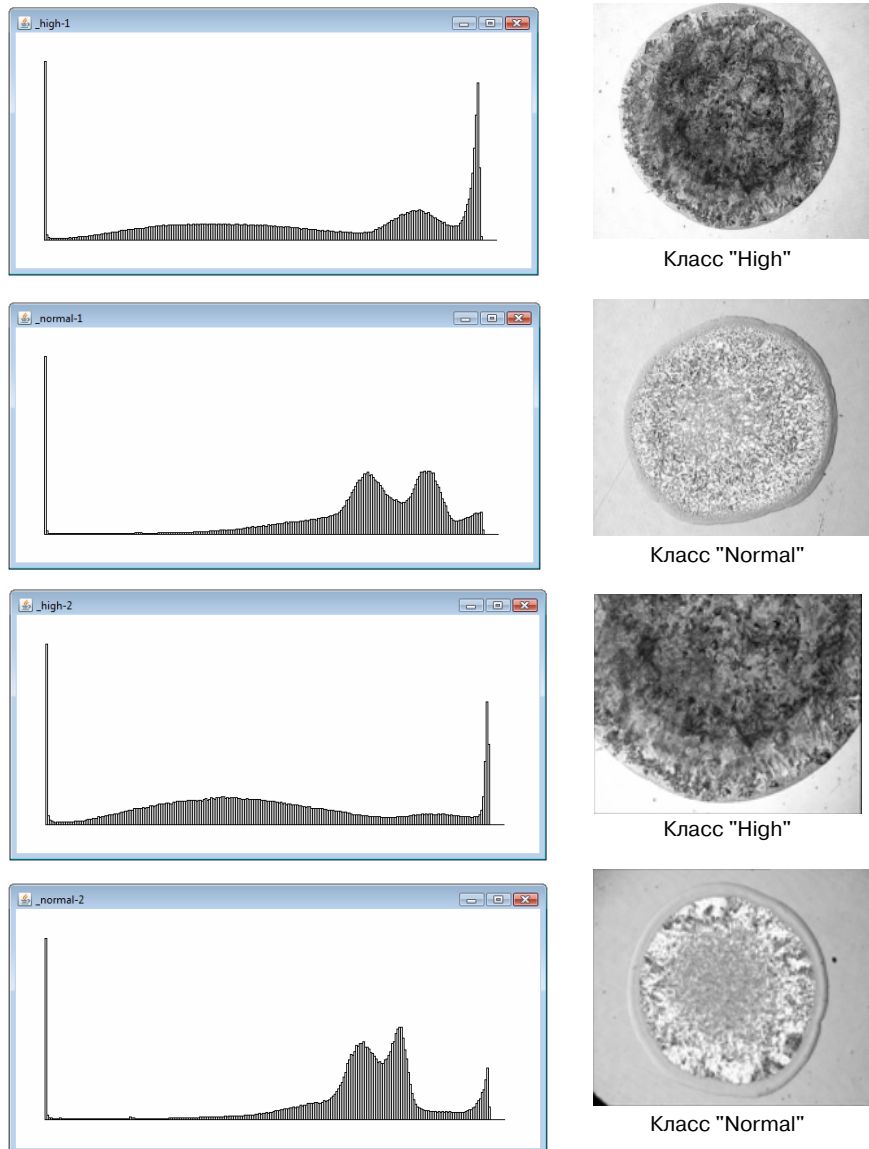 _high-1
Класс "High"
_normal-1
Класс "Normal"
_high-2
Класс "High"
_normal-2
Класс "Normal"